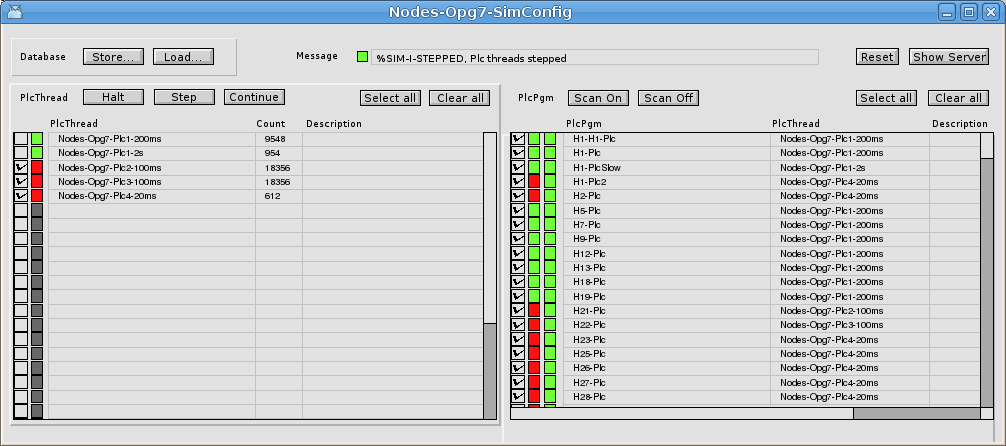 Nodes-Opg7-SimConfig
Database Store... Load... Message %SIM-I-STEPPED, Plc threads stepped Reset Show Server
PlcThread Halt Step Continue Select all Clear all PlcPgm Scan On Scan Off Select all Clear all
PlcThread Count Description PlcPgm PlcThread Description
Nodes-Opg7-Plc1-200ms 9548 H1-H1-Plc Nodes-Opg7-Plc1-200ms
Nodes-Opg7-Plc1-2s 954 H1-Plc Nodes-Opg7-Plc1-200ms
Nodes-Opg7-Plc2-100ms 18356 H1-PlcSlow Nodes-Opg7-Plc1-2s
Nodes-Opg7-Plc3-100ms 18356 H1-Plc2 Nodes-Opg7-Plc4-20ms
Nodes-Opg7-Plc4-20ms 612 H2-Plc Nodes-Opg7-Plc4-20ms
H5-Plc Nodes-Opg7-Plc1-200ms
H7-Plc Nodes-Opg7-Plc1-200ms
H9-Plc Nodes-Opg7-Plc1-200ms
H12-Plc Nodes-Opg7-Plc1-200ms
H13-Plc Nodes-Opg7-Plc1-200ms
H18-Plc Nodes-Opg7-Plc1-200ms
H19-Plc Nodes-Opg7-Plc1-200ms
H21-Plc Nodes-Opg7-Plc2-100ms
H22-Plc Nodes-Opg7-Plc3-100ms
H23-Plc Nodes-Opg7-Plc4-20ms
H25-Plc Nodes-Opg7-Plc4-20ms
H26-Plc Nodes-Opg7-Plc4-20ms
H27-Plc Nodes-Opg7-Plc4-20ms
H28-Plc Nodes-Opg7-Plc4-20ms